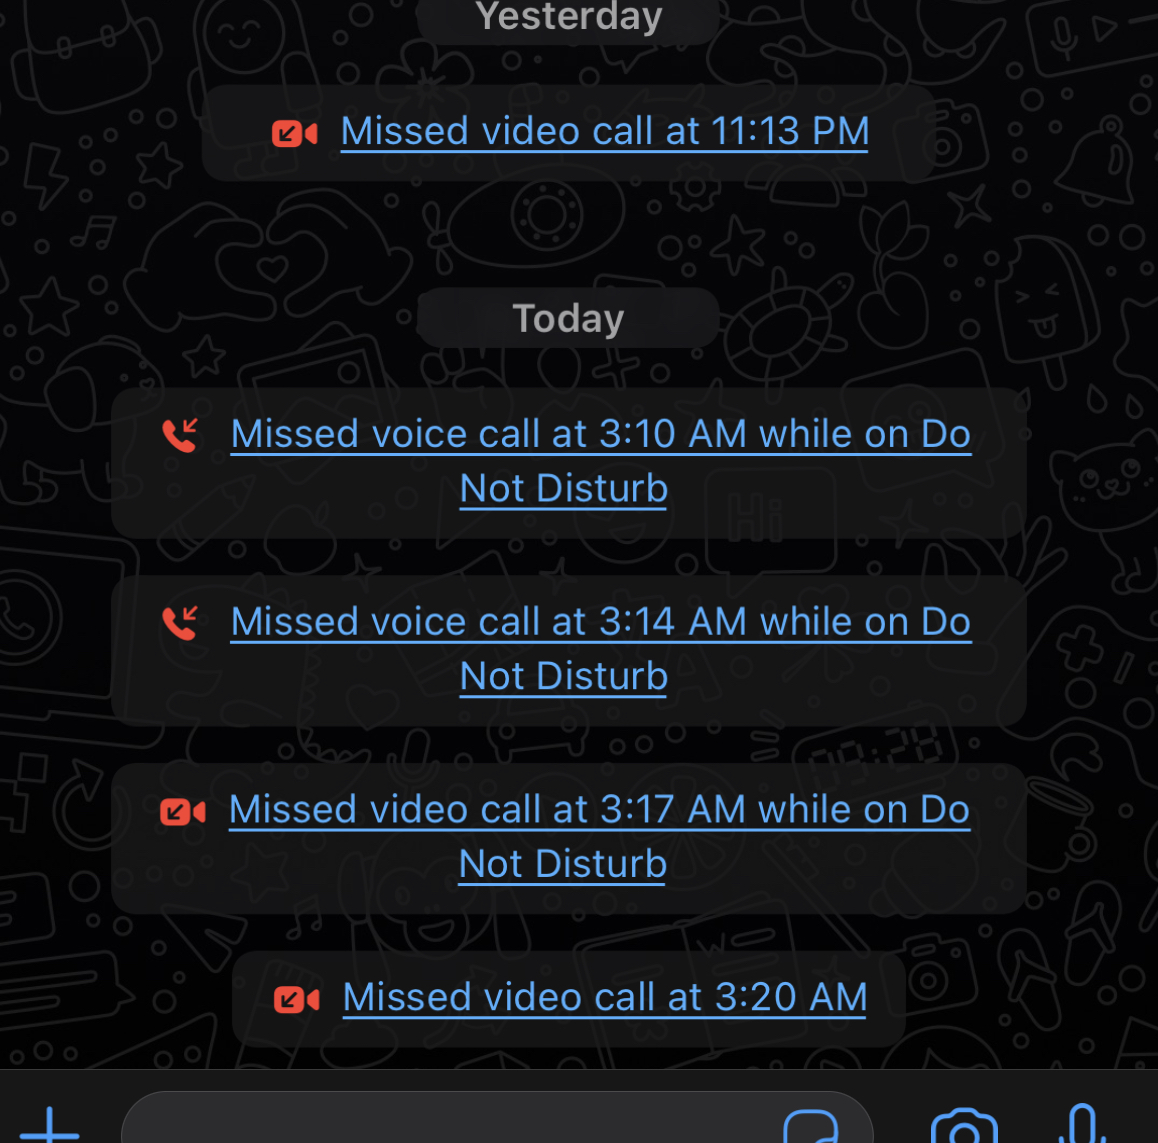 Yesterday
Missed video call at 11:13 PM
Today
Missed voice call at 3:10 AM while on Do
Not Disturb
Hi
Missed voice call at 3:14 AM while on Do
Not Disturb
Missed video call at 3:17 AM while on Do
Not Disturb
Missed video call at 3:20 AM